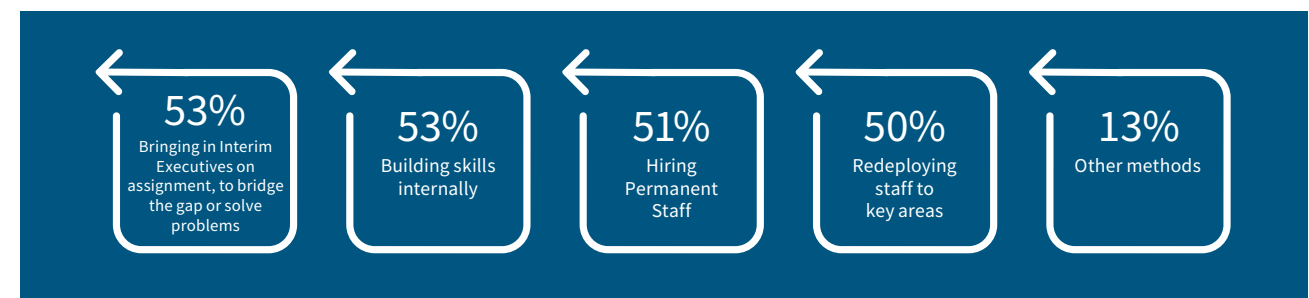 53%
Bringing in Interim
Executives on
assignment, to bridge
the gap or solve
problems
53%
Building skills
internally
51%
Hiring
Permanent
Staff
50%
Redeploying
staff to
key areas
13%
Other methods